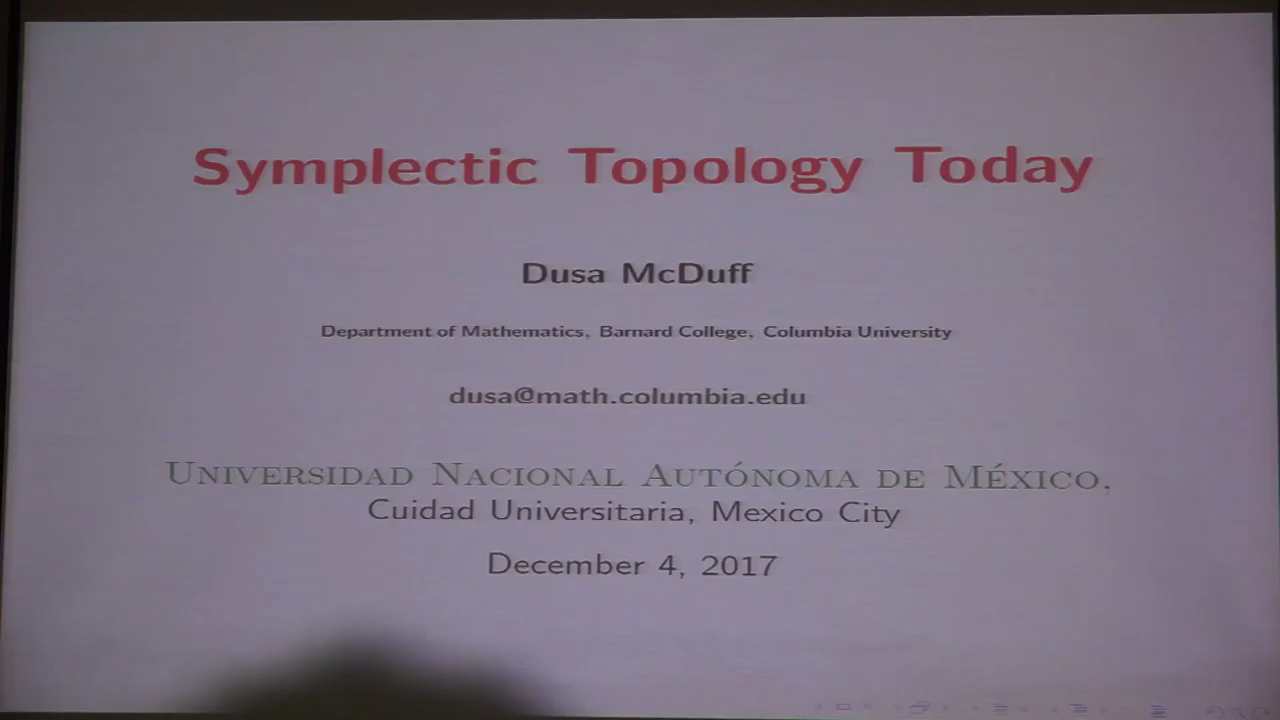 Symplectic Topology Today
Dusa McDuff
Department of Mathematics, Barnard College, Columbia University
dusa@math.columbia.edu
Universidad Nacional Autónoma de México,
Cuidad Universitaria, Mexico City
December 4, 2017